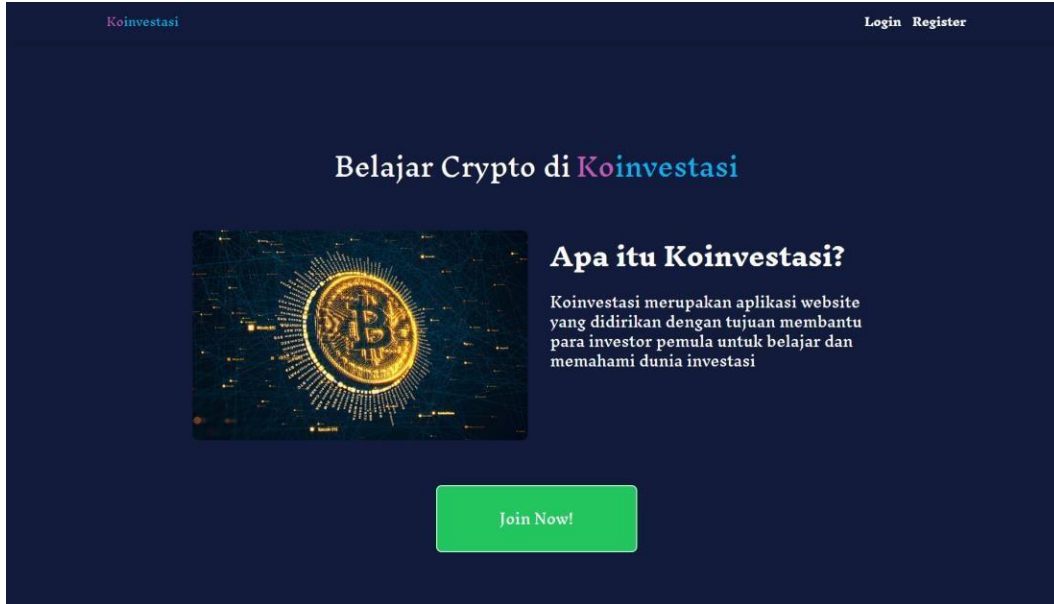 Koinvestasi
Login Register
Belajar Crypto di Koinvestasi
Apa itu Koinvestasi?
Koinvestasi merupakan aplikasi website
yang didirikan dengan tujuan membantu
para investor pemula untuk belajar dan
memahami dunia investasi
Join Now!